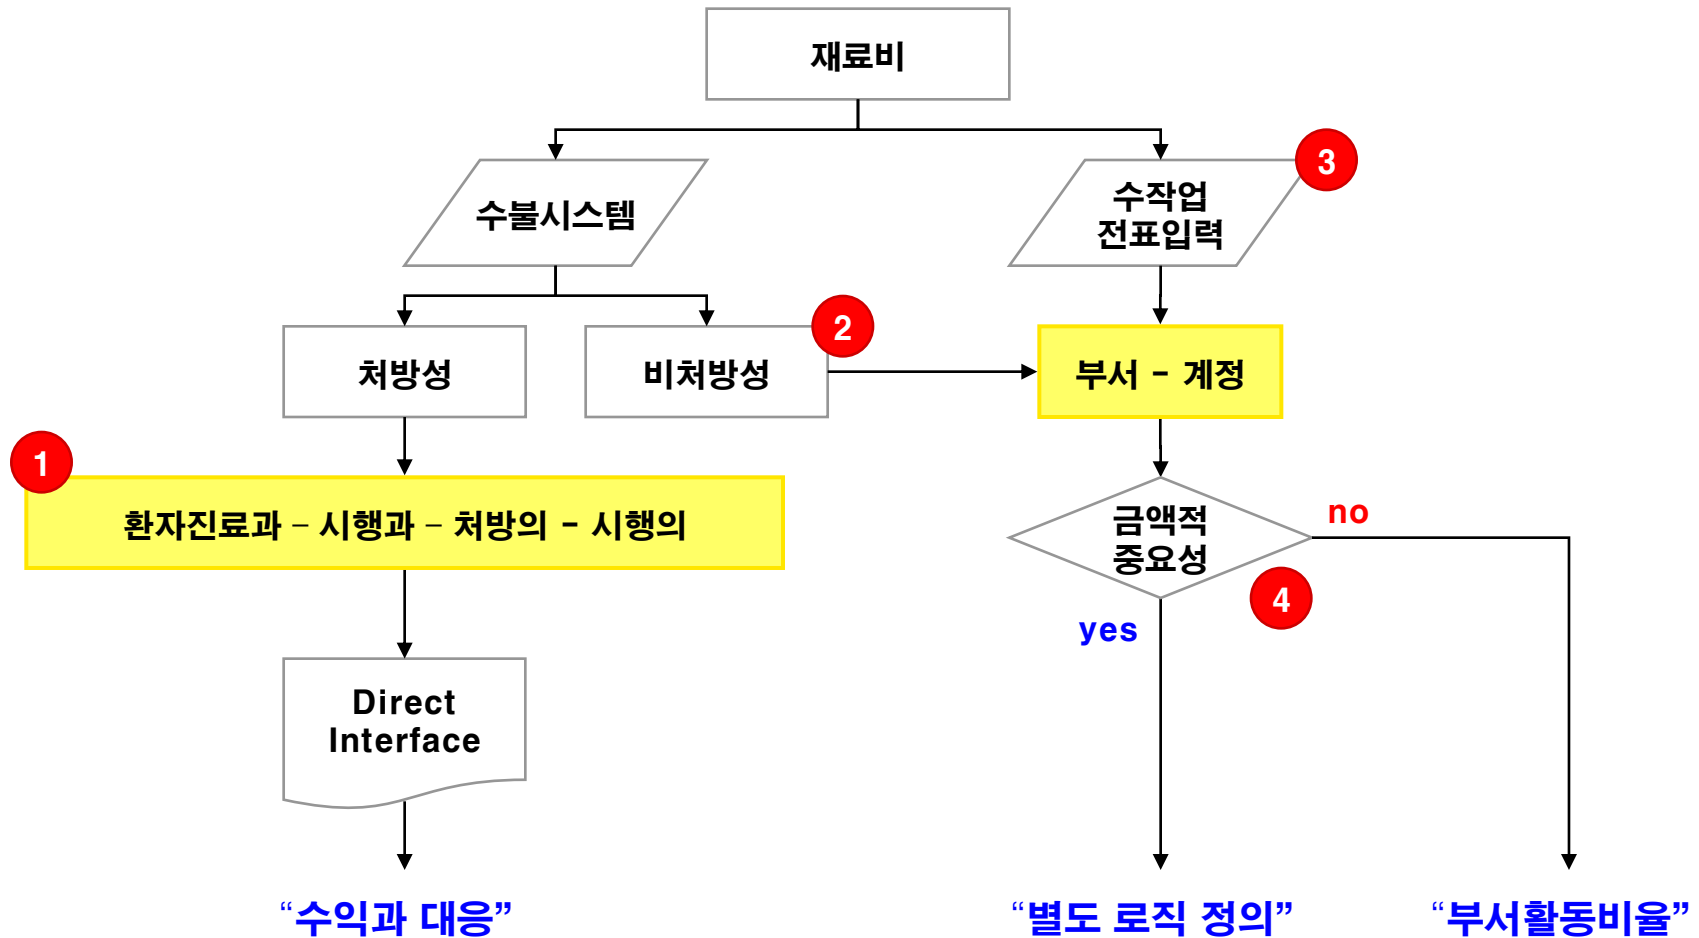 재료비
3
수불시스템
수작업
전표입력
2
처방성
비처방성
부서 - 계정
1
환자진료과 – 시행과 – 처방의 - 시행의
금액적
중요성
no
4
yes
Direct
Interface
“수익과 대응”
“별도 로직 정의”
“부서활동비율”